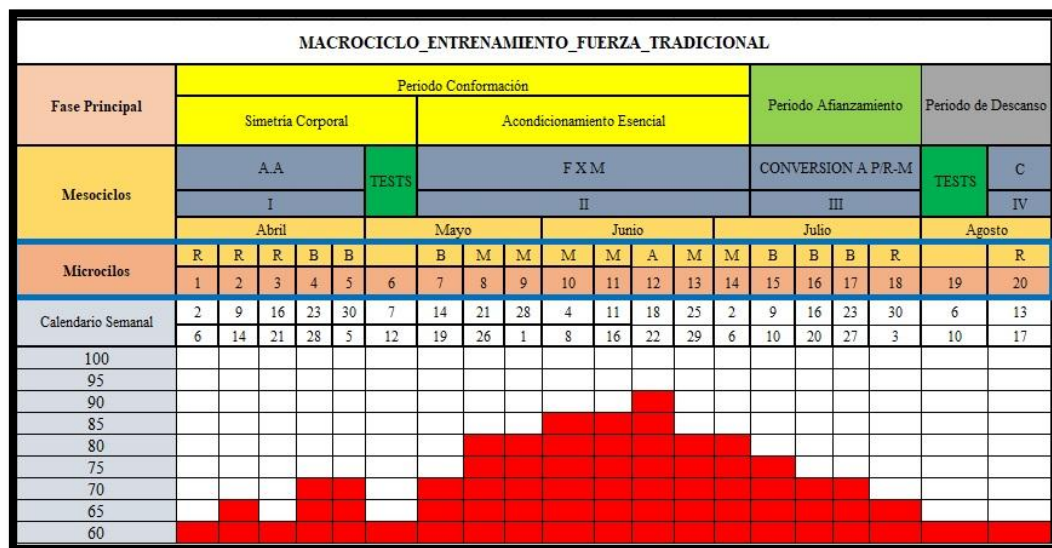 MACROCICLO_ENTRENAMIENTO_FUERZA_TRADICIONAL
Fase Principal
Periodo Conformación
Periodo Afianzamiento
Periodo de Descanso
Simetría Corporal
Acondicionamiento Esencial
Mesociclos
A.A
TESTS
F X M
CONVERSION A P/R-M
TESTS
C
I
II
III
IV
Abril
Mayo
Junio
Julio
Agosto
Microcilos
R R R B B B M M M M A M M B B B R R
1 2 3 4 5 6 7 8 9 10 11 12 13 14 15 16 17 18 19 20
Calendario Semanal
2 9 16 23 30 7 14 21 28 4 11 18 25 2 9 16 23 30 6 13
6 14 21 28 5 12 19 26 1 8 16 22 29 6 10 20 27 3 10 17
100
95
90
85
80
75
70
65
60